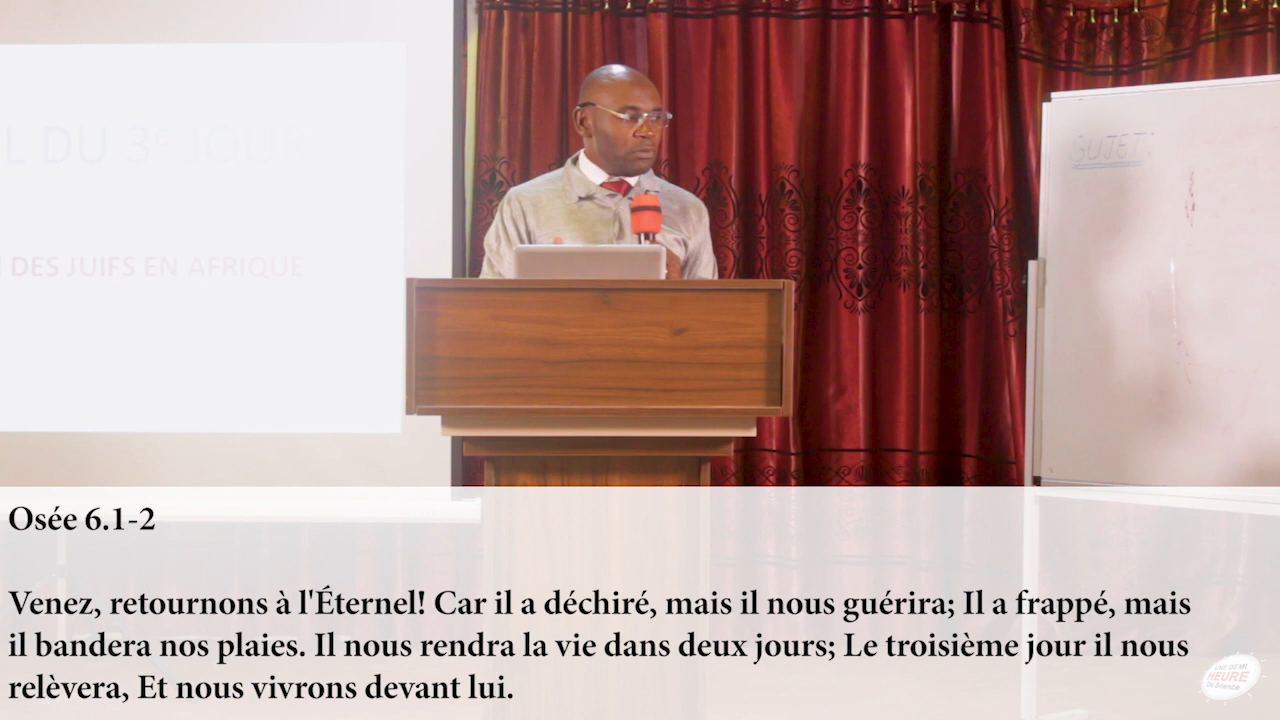 L DU 3e JOUR
DES JUIFS EN AFRIQUE
SUJET:
Osée 6.1-2
Venez, retournons à l'Éternel! Car il a déchiré, mais il nous guérira; Il a frappé, mais
il bandera nos plaies. Il nous rendra la vie dans deux jours; Le troisième jour il nous
relèvera, Et nous vivrons devant lui.
UNE DEMI
HEURE
De Silence